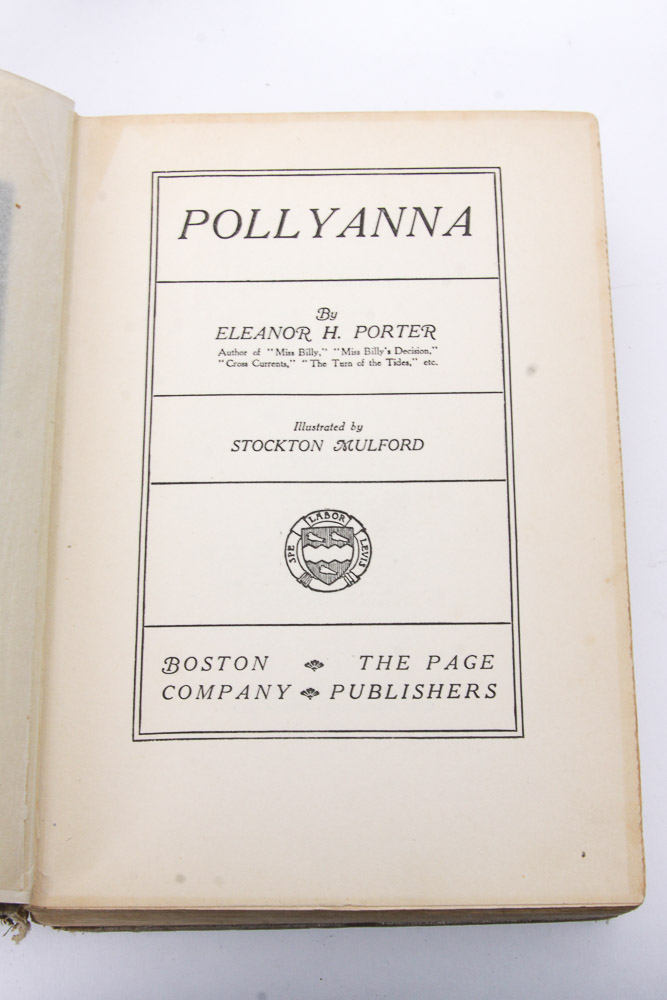 POLLYANNA
By
ELEANOR H. PORTER
Author of "Miss Billy," "Miss Billy's Decision,"
"Cross Currents," "The Turn of the Tides," etc.
Illustrated by
STOCKTON MULFORD
SPE LABOR LEVIS
BOSTON THE PAGE
COMPANY PUBLISHERS